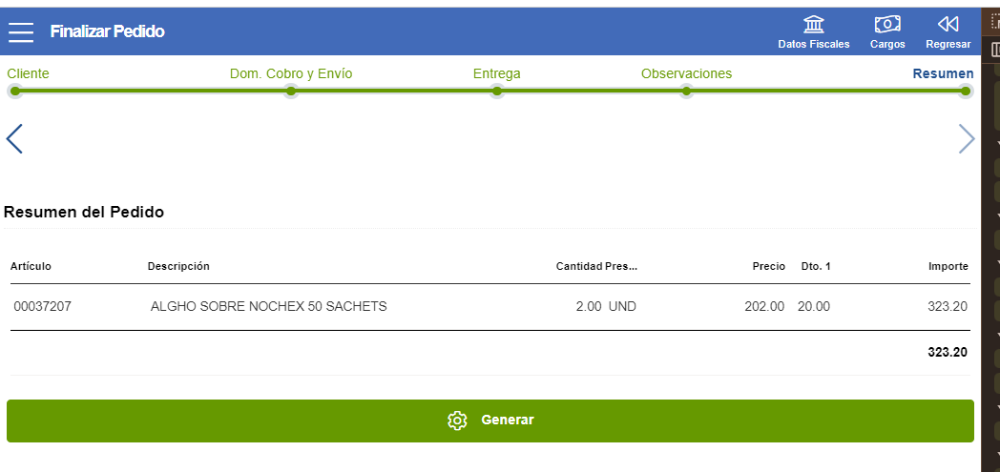 Finalizar Pedido
Datos Fiscales Cargos Regresar
Cliente Dom. Cobro y Envío Entrega Observaciones Resumen
Resumen del Pedido
Artículo Descripción Cantidad Pres... Precio Dto. 1 Importe
00037207 ALGHO SOBRE NOCHEX 50 SACHETS 2.00 UND 202.00 20.00 323.20
323.20
Generar